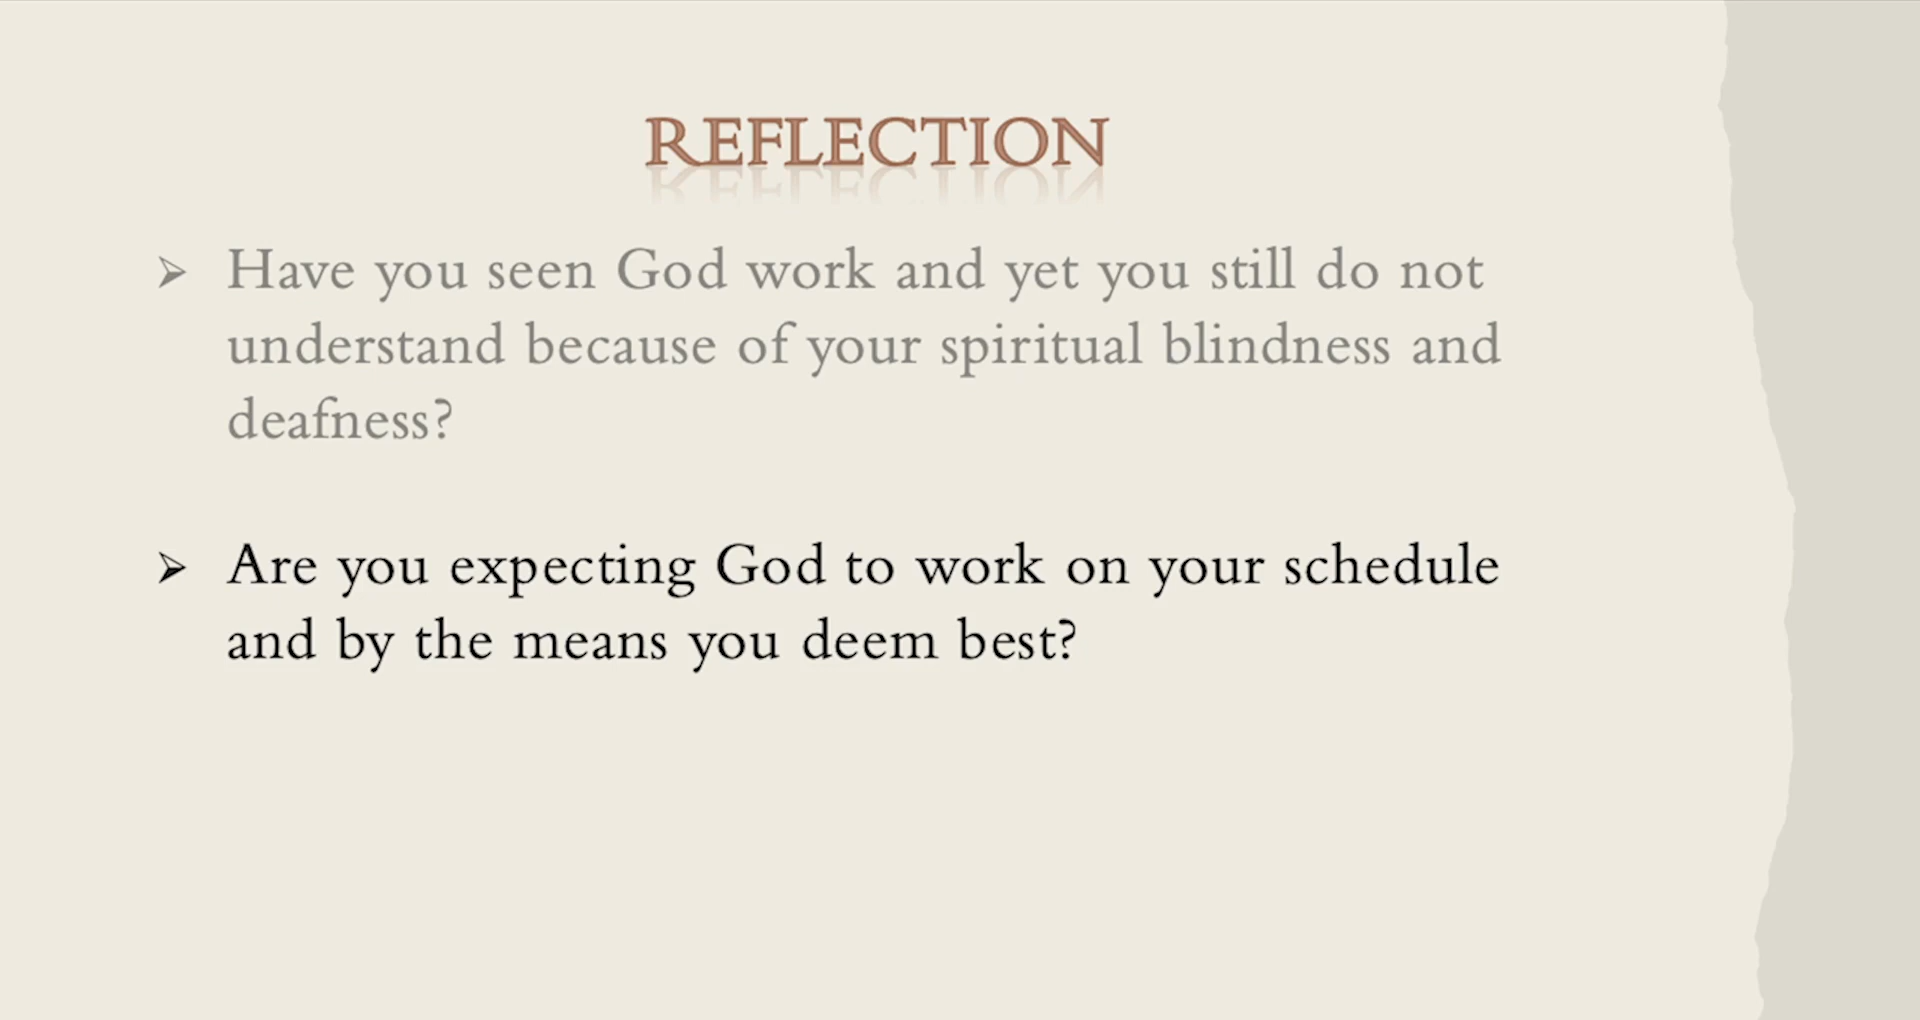 REFLECTION
➢ Have you seen God work and yet you still do not
understand because of your spiritual blindness and
deafness?
➢ Are you expecting God to work on your schedule
and by the means you deem best?